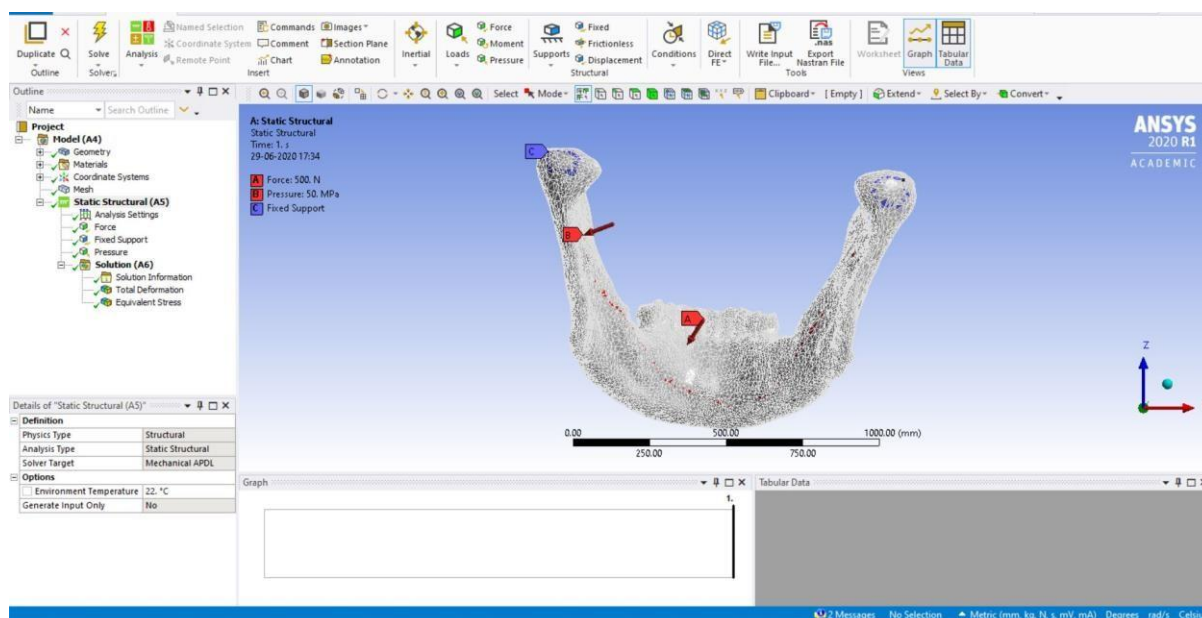 Duplicate Q
Outline
Solve
Solver
Analysis
Named Selection
Coordinate System
Remote Point
Commands
Comment
Chart
Images
Section Plane
Annotation
Insert
Inertial
Loads
Force
Moment
Pressure
Supports
Fixed
Frictionless
Displacement
Conditions
Direct
FE
Structural
Write Input
File...
.nas
Export
Nastran File
Tools
Worksheet
Graph
Tabular
Data
Views
Outline
Name Search Outline
Project
Model (A4)
Geometry
Materials
Coordinate Systems
Mesh
Static Structural (A5)
Analysis Settings
Force
Fixed Support
Pressure
Solution (A6)
Solution Information
Total Deformation
Equivalent Stress
Select Mode Clipboard [Empty] Extend Select By Convert
A: Static Structural
Static Structural
Time: 1. s
29-06-2020 17:34
A Force: 500. N
B Pressure: 50. MPa
C Fixed Support
C
B
A
ANSYS
2020 R1
ACADEMIC
Z
0.00 500.00 1000.00 (mm)
250.00 750.00
Details of "Static Structural (A5)"
Definition
Physics Type Structural
Analysis Type Static Structural
Solver Target Mechanical APDL
Options
Environment Temperature 22. °C
Generate Input Only No
Graph
1.
Tabular Data
2 Messages No Selection Metric (mm, kg, N, s, mV, mA) Degrees rad/s Celsiu